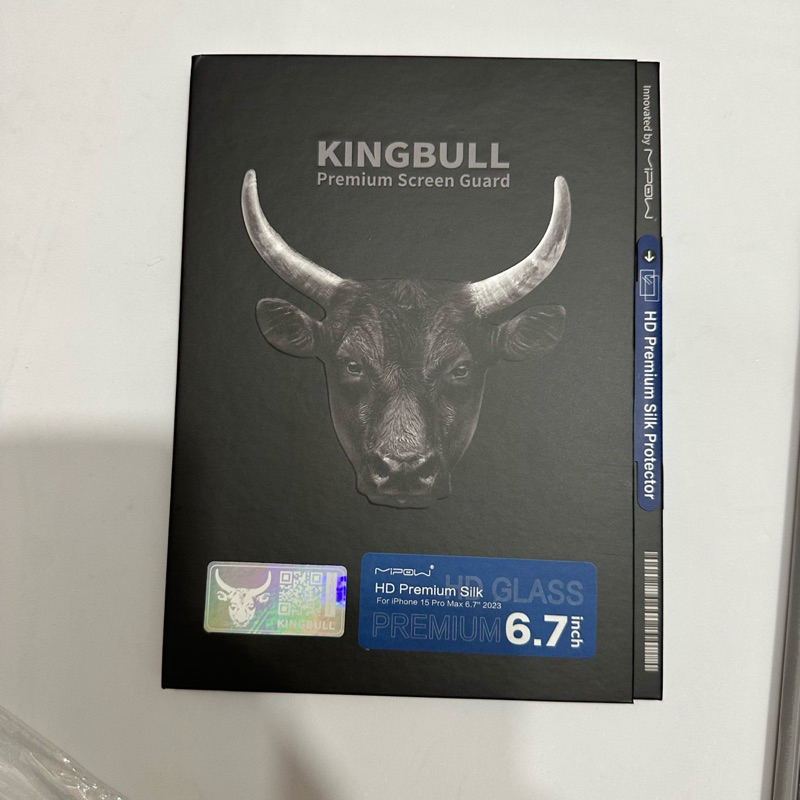 KINGBULL
Premium Screen Guard
Innovated by MIPOW
HD Premium Silk Protector
KINGBULL
MIPOW®
HD GLASS
HD Premium Silk
For iPhone 15 Pro Max 6.7" 2023
PREMIUM 6.7 inch